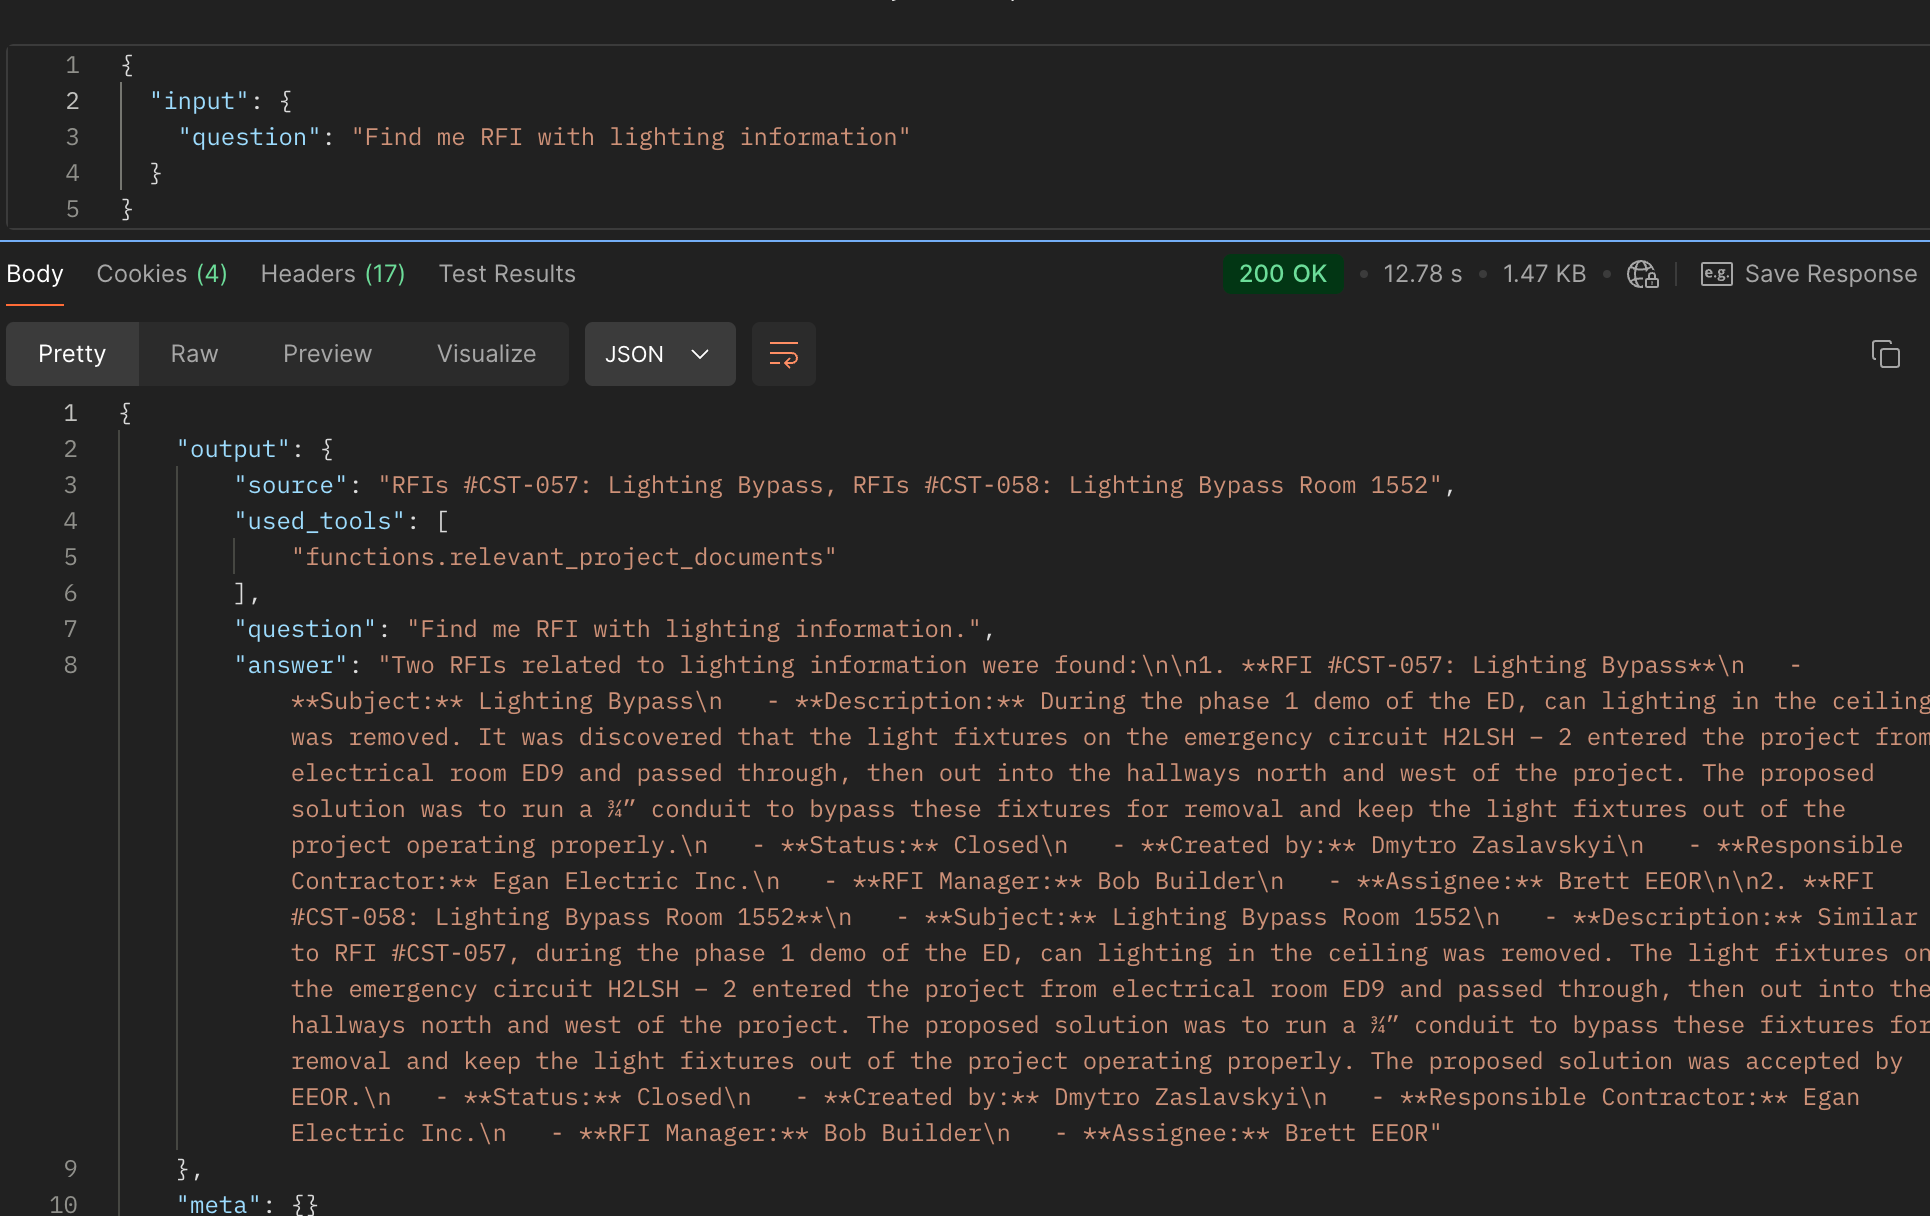 1 {
2 "input": {
3 "question": "Find me RFI with lighting information"
4 }
5 }
Body Cookies (4) Headers (17) Test Results 200 OK • 12.78 s • 1.47 KB • e.g. Save Response
Pretty Raw Preview Visualize JSON
1 {
2 "output": {
3 "source": "RFIs #CST-057: Lighting Bypass, RFIs #CST-058: Lighting Bypass Room 1552",
4 "used_tools": [
5 "functions.relevant_project_documents"
6 ],
7 "question": "Find me RFI with lighting information.",
8 "answer": "Two RFIs related to lighting information were found:\n\n1. **RFI #CST-057: Lighting Bypass**\n   -
**Subject:** Lighting Bypass\n   - **Description:** During the phase 1 demo of the ED, can lighting in the ceiling
was removed. It was discovered that the light fixtures on the emergency circuit H2LSH – 2 entered the project from
electrical room ED9 and passed through, then out into the hallways north and west of the project. The proposed
solution was to run a ¾” conduit to bypass these fixtures for removal and keep the light fixtures out of the
project operating properly.\n   - **Status:** Closed\n   - **Created by:** Dmytro Zaslavskyi\n   - **Responsible
Contractor:** Egan Electric Inc.\n   - **RFI Manager:** Bob Builder\n   - **Assignee:** Brett EEOR\n\n2. **RFI
#CST-058: Lighting Bypass Room 1552**\n   - **Subject:** Lighting Bypass Room 1552\n   - **Description:** Similar
to RFI #CST-057, during the phase 1 demo of the ED, can lighting in the ceiling was removed. The light fixtures on
the emergency circuit H2LSH – 2 entered the project from electrical room ED9 and passed through, then out into the
hallways north and west of the project. The proposed solution was to run a ¾” conduit to bypass these fixtures for
removal and keep the light fixtures out of the project operating properly. The proposed solution was accepted by
EEOR.\n   - **Status:** Closed\n   - **Created by:** Dmytro Zaslavskyi\n   - **Responsible Contractor:** Egan
Electric Inc.\n   - **RFI Manager:** Bob Builder\n   - **Assignee:** Brett EEOR"
9 },
10 "meta": {}